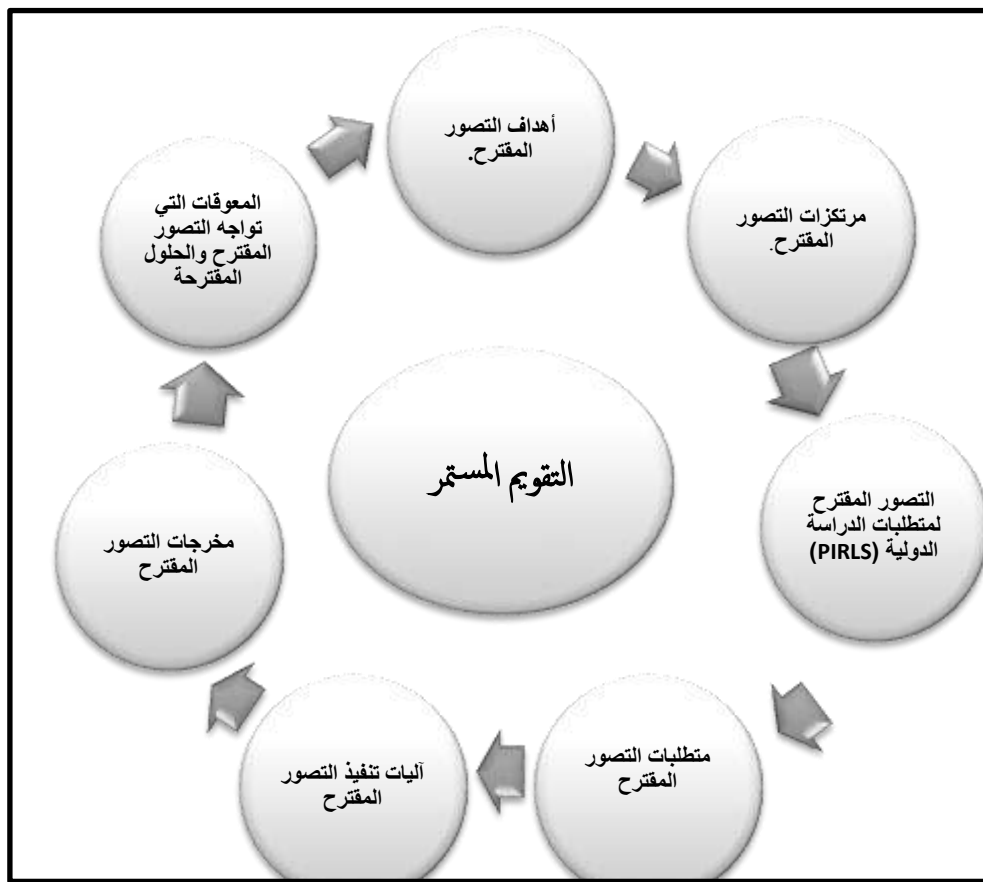 أهداف التصور
المقترح.
مرتكزات التصور
المقترح.
التصور المقترح
لمتطلبات الدراسة
الدولية (PIRLS)
متطلبات التصور
المقترح
آليات تنفيذ التصور
المقترح
مخرجات التصور
المقترح
المعوقات التي
تواجه التصور
المقترح والحلول
المقترحة
التقويم المستمر